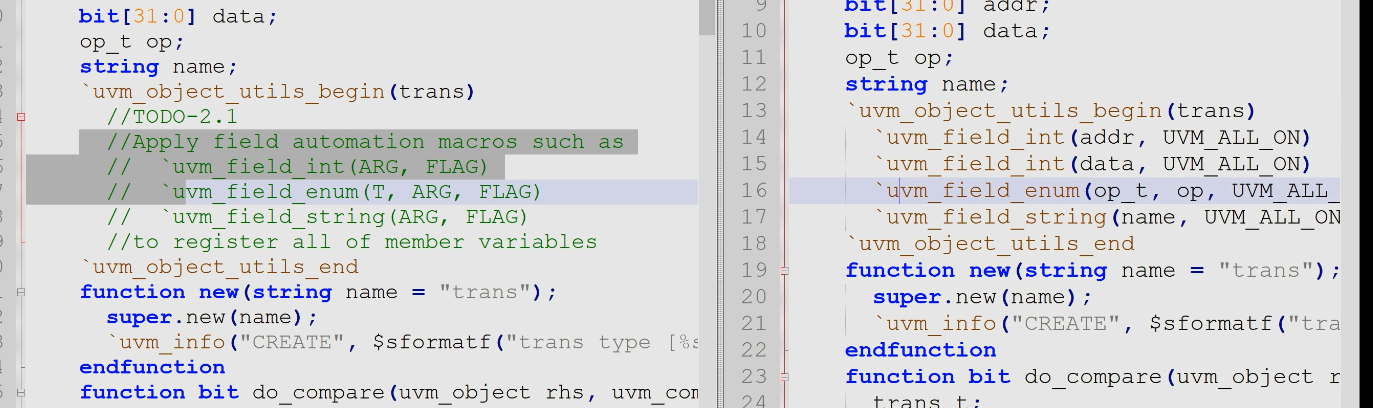 bit[31:0] data;
op_t op;
string name;
`uvm_object_utils_begin(trans)
//TODO-2.1
//Apply field automation macros such as
//  `uvm_field_int(ARG, FLAG)
//  `uvm_field_enum(T, ARG, FLAG)
//  `uvm_field_string(ARG, FLAG)
//to register all of member variables
`uvm_object_utils_end
function new(string name = "trans");
super.new(name);
`uvm_info("CREATE", $sformatf("trans type [%s
endfunction
function bit do_compare(uvm_object rhs, uvm_com
9 bit[31:0] addr;
10 bit[31:0] data;
11 op_t op;
12 string name;
13 `uvm_object_utils_begin(trans)
14 `uvm_field_int(addr, UVM_ALL_ON)
15 `uvm_field_int(data, UVM_ALL_ON)
16 `uvm_field_enum(op_t, op, UVM_ALL_
17 `uvm_field_string(name, UVM_ALL_ON
18 `uvm_object_utils_end
19 function new(string name = "trans");
20 super.new(name);
21 `uvm_info("CREATE", $sformatf("tra
22 endfunction
23 function bit do_compare(uvm_object r
24 trans t;